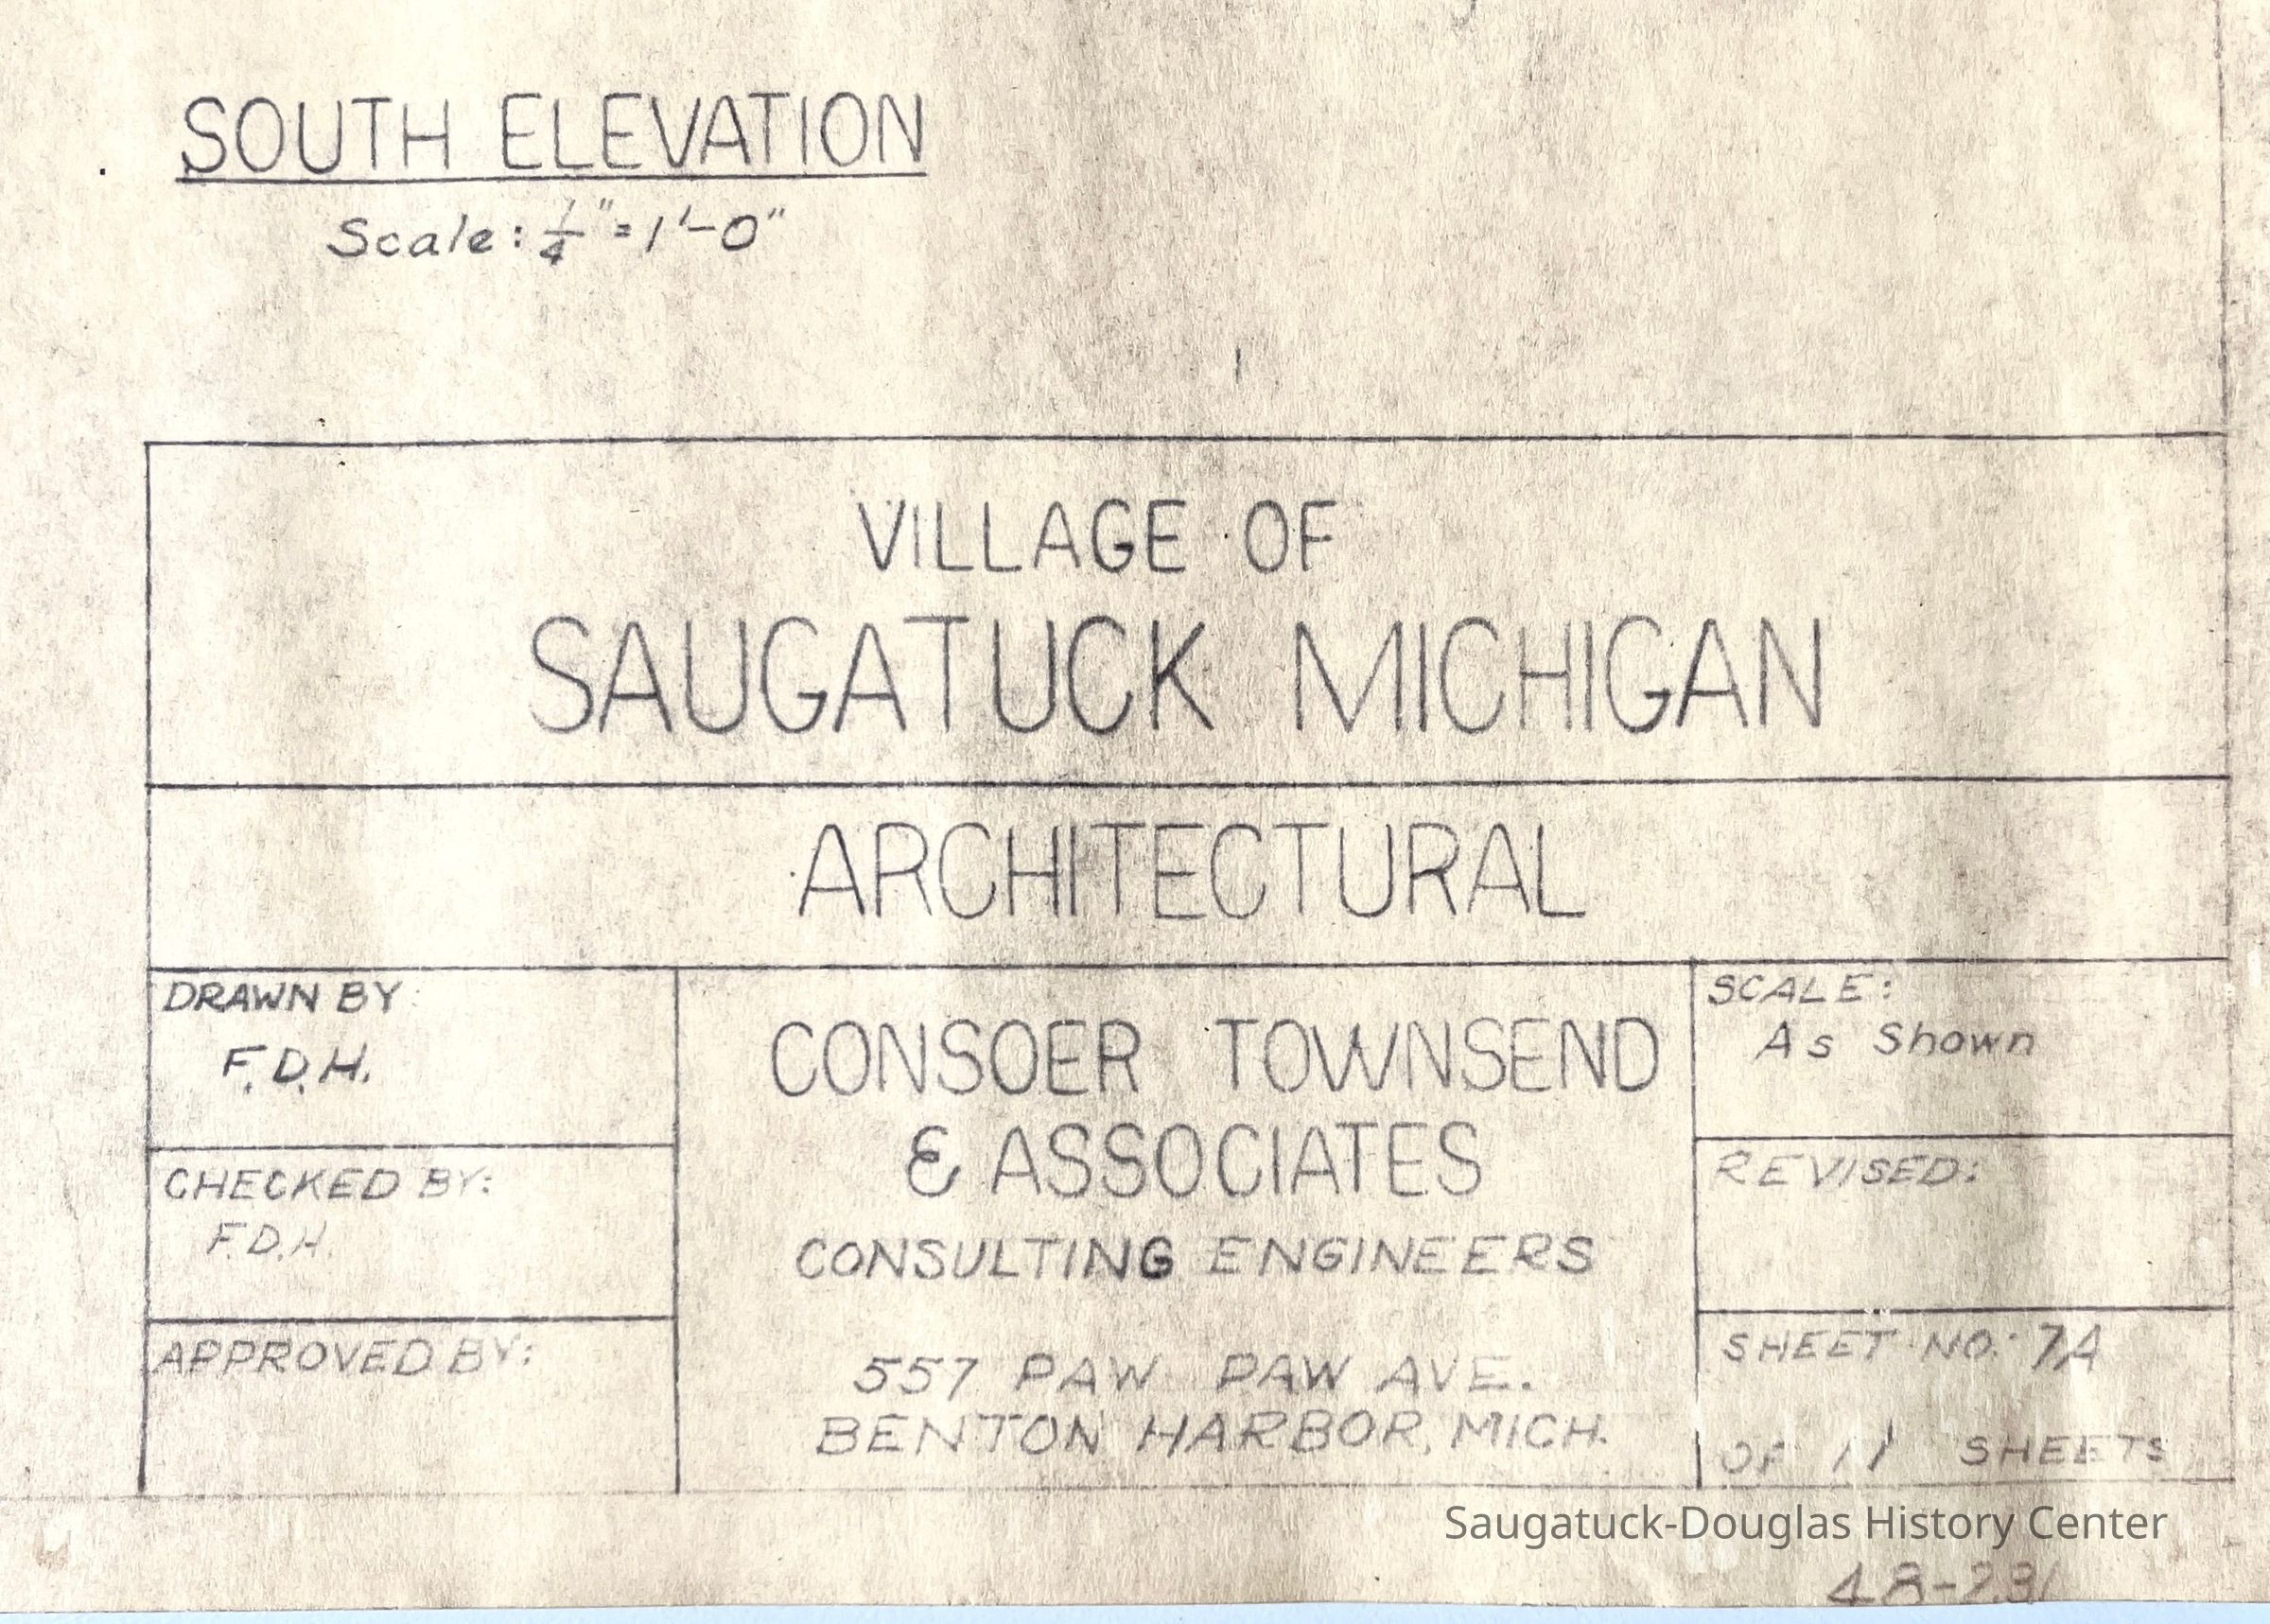 SOUTH ELEVATION
Scale: 1/4" = 1'-0"
VILLAGE OF
SAUGATUCK MICHIGAN
ARCHITECTURAL
DRAWN BY:
F.D.H.
CHECKED BY:
F.D.H.
APPROVED BY:
CONSOER TOWNSEND
& ASSOCIATES
CONSULTING ENGINEERS
557 PAW PAW AVE.
BENTON HARBOR, MICH.
SCALE:
As Shown
REVISED:
SHEET NO. 7A
OF 11 SHEETS
Saugatuck-Douglas History Center